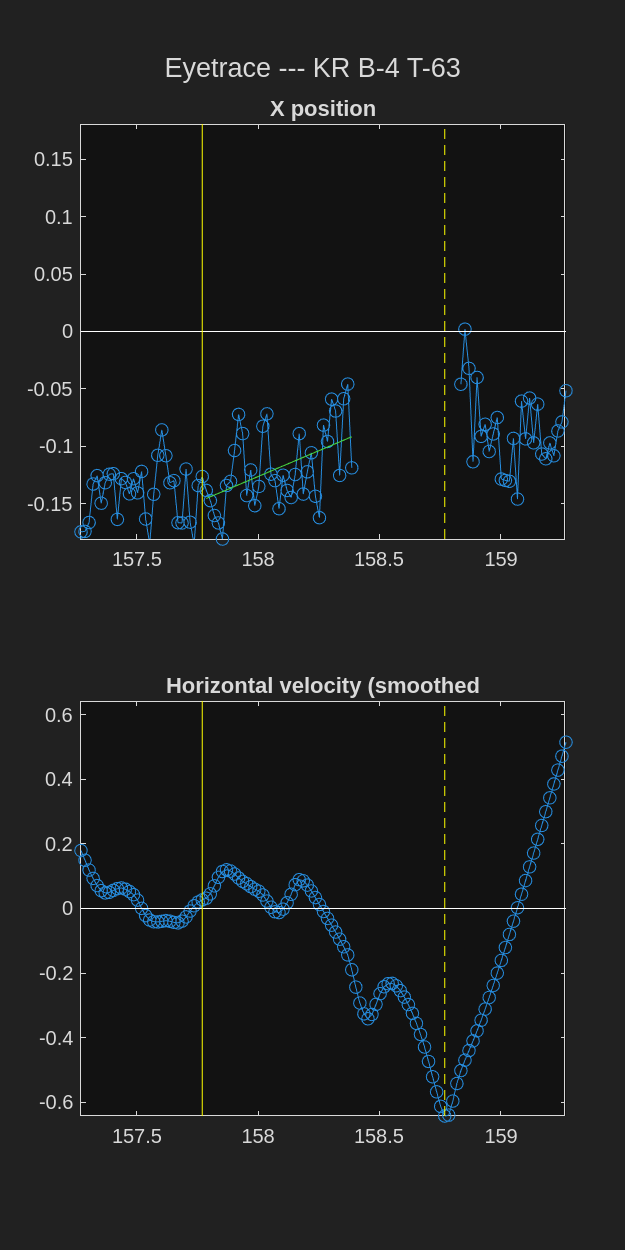 Eyetrace --- KR B-4 T-63
X position
0.15
0.1
0.05
0
-0.05
-0.1
-0.15
157.5 158 158.5 159
Horizontal velocity (smoothed
0.6
0.4
0.2
0
-0.2
-0.4
-0.6
157.5 158 158.5 159